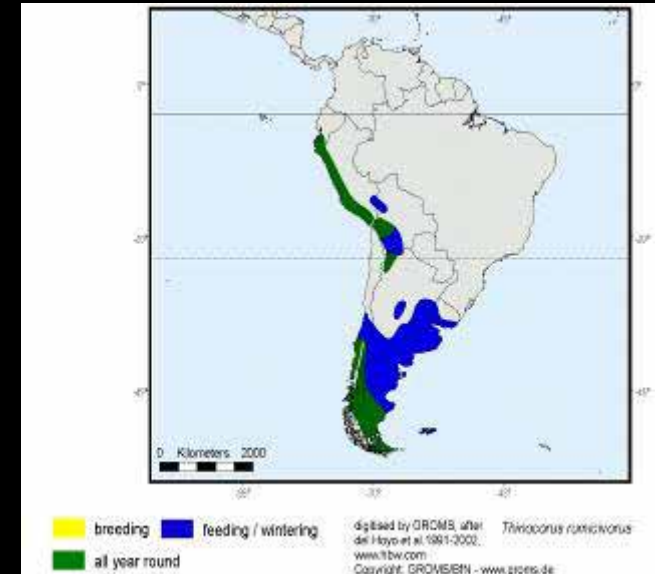 0 Kilometers 2000
breeding
feeding / wintering
all year round
digitised by GROMS, after
del Hoyo et al. 1991-2002,
www.hbw.com
Copyright: GROMS/BfN - www.groms.de
Thinocorus rumicivorus